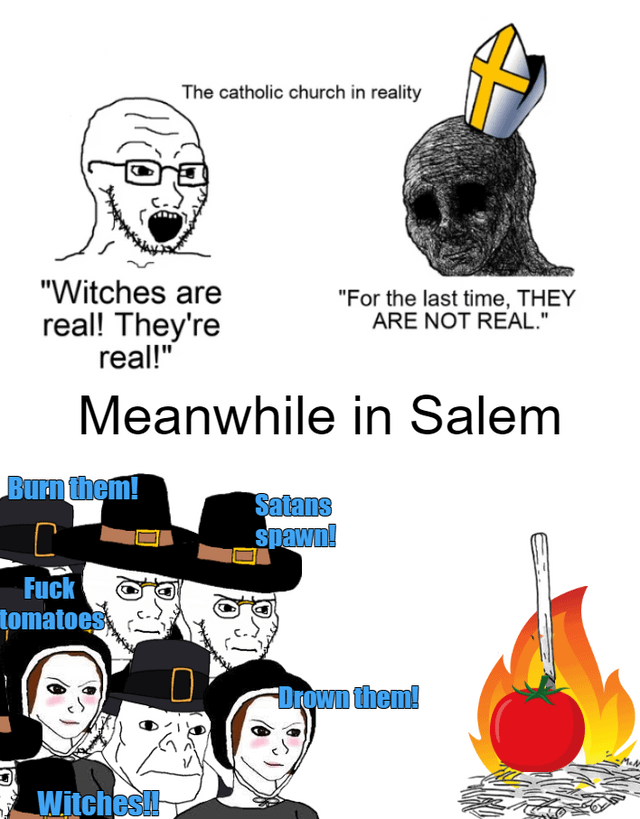 The catholic church in reality
"Witches are
real! They're
real!"
"For the last time, THEY
ARE NOT REAL."
Meanwhile in Salem
Burn them!
Satans
spawn!
Fuck
tomatoes
Drown them!
Witches!!